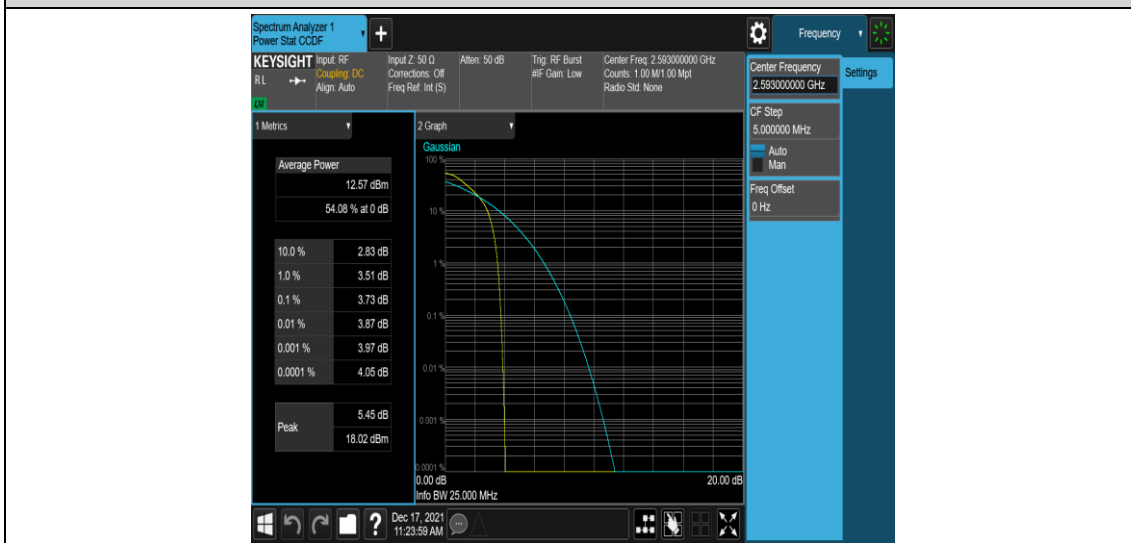 Spectrum Analyzer 1
Power Stat CCDF
+
Frequency
KEYSIGHT
RL
LXI
Input: RF
Coupling: DC
Align: Auto
Input Z: 50 Ω
Corrections: Off
Freq Ref: Int (S)
Atten: 50 dB
Trig: RF Burst
#IF Gain: Low
Center Freq: 2.593000000 GHz
Counts: 1.00 M/1.00 Mpt
Radio Std: None
Center Frequency
2.593000000 GHz
Settings
CF Step
5.000000 MHz
Auto
Man
Freq Offset
0 Hz
1 Metrics
Average Power
12.57 dBm
54.08 % at 0 dB
10.0 % 2.83 dB
1.0 % 3.51 dB
0.1 % 3.73 dB
0.01 % 3.87 dB
0.001 % 3.97 dB
0.0001 % 4.05 dB
Peak
5.45 dB
18.02 dBm
2 Graph
Gaussian
100 %
10 %
1 %
0.1 %
0.01 %
0.001 %
0.0001 %
0.00 dB 20.00 dB
Info BW 25.000 MHz
?
Dec 17, 2021
11:23:59 AM